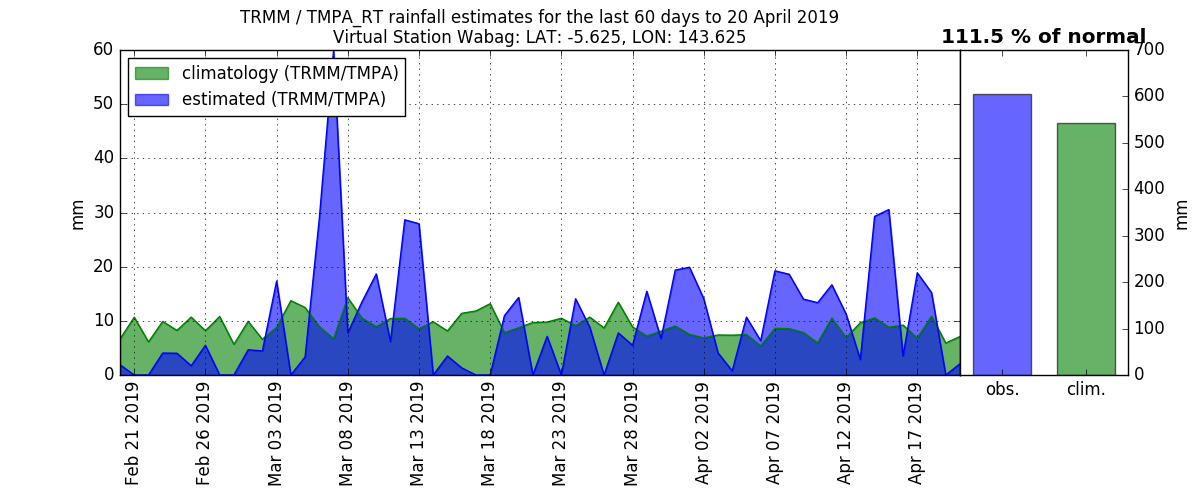 TRMM / TMPA_RT rainfall estimates for the last 60 days to 20 April 2019
Virtual Station Wabag: LAT: -5.625, LON: 143.625
111.5 % of normal
climatology (TRMM/TMPA)
estimated (TRMM/TMPA)
60
50
40
30
20
10
0
mm
700
600
500
400
300
200
100
0
mm
Feb 21 2019
Feb 26 2019
Mar 03 2019
Mar 08 2019
Mar 13 2019
Mar 18 2019
Mar 23 2019
Mar 28 2019
Apr 02 2019
Apr 07 2019
Apr 12 2019
Apr 17 2019
obs.
clim.